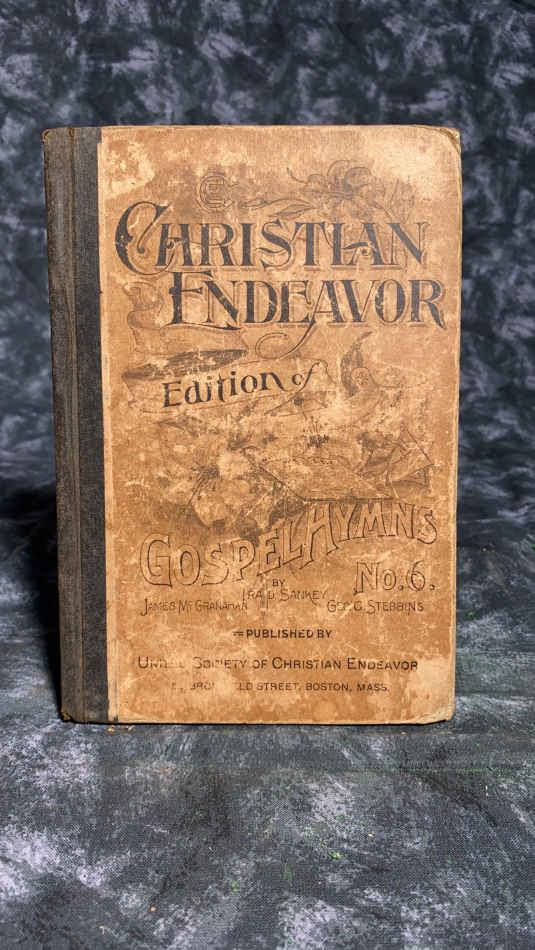 CE
CHRISTIAN
ENDEAVOR
Edition of
GOSPEL HYMNS
No. 6.
BY
IRA D. SANKEY
JAMES McGRANAHAN GEO. C. STEBBINS
PUBLISHED BY
SOCIETY OF CHRISTIAN ENDEAVOR
STREET, BOSTON, MASS.